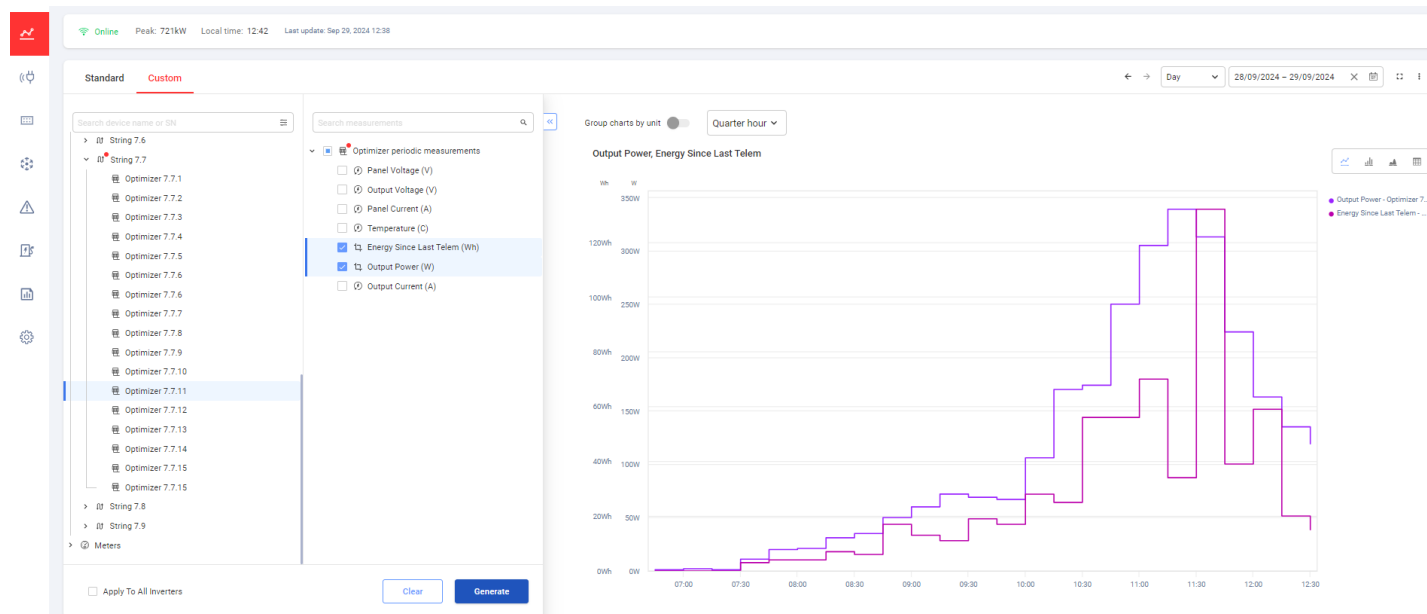 Online Peak: 721kW Local time: 12:42 Last update: Sep 29, 2024 12:38
Standard Custom
Day 28/09/2024 – 29/09/2024
Search device name or SN
String 7.6
String 7.7
Optimizer 7.7.1
Optimizer 7.7.2
Optimizer 7.7.3
Optimizer 7.7.4
Optimizer 7.7.5
Optimizer 7.7.6
Optimizer 7.7.6
Optimizer 7.7.7
Optimizer 7.7.8
Optimizer 7.7.9
Optimizer 7.7.10
Optimizer 7.7.11
Optimizer 7.7.12
Optimizer 7.7.13
Optimizer 7.7.14
Optimizer 7.7.15
Optimizer 7.7.15
String 7.8
String 7.9
Meters
Apply To All Inverters
Search measurements
Optimizer periodic measurements
Panel Voltage (V)
Output Voltage (V)
Panel Current (A)
Temperature (C)
Energy Since Last Telem (Wh)
Output Power (W)
Output Current (A)
Clear Generate
Group charts by unit Quarter hour
Output Power, Energy Since Last Telem
Wh W
350W
120Wh 300W
100Wh 250W
80Wh 200W
60Wh 150W
40Wh 100W
20Wh 50W
0Wh 0W
07:00 07:30 08:00 08:30 09:00 09:30 10:00 10:30 11:00 11:30 12:00 12:30
Output Power - Optimizer 7...
Energy Since Last Telem - ...